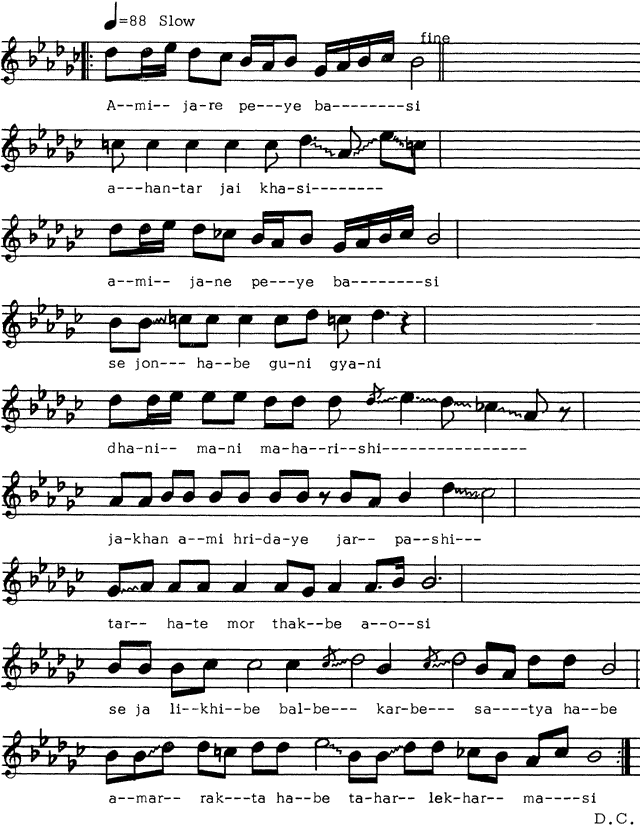 ♩=88 Slow
fine
A--mi-- ja-re pe---ye ba--------si
a---han-tar jai kha-si--------
a--mi-- ja-ne pe---ye ba--------si
se jon--- ha-be gu-ni gya-ni
dha-ni-- ma-ni ma-ha--ri-shi----------------
ja-khan a--mi hri-da-ye jar-- pa--shi---
tar-- ha-te mor thak--be a--o-si
se ja li--khi-be bal-be--- kar-be--- sa----tya ha-be
a--mar-- rak---ta ha-be ta-har- lek-har-- ma----si
D.C.